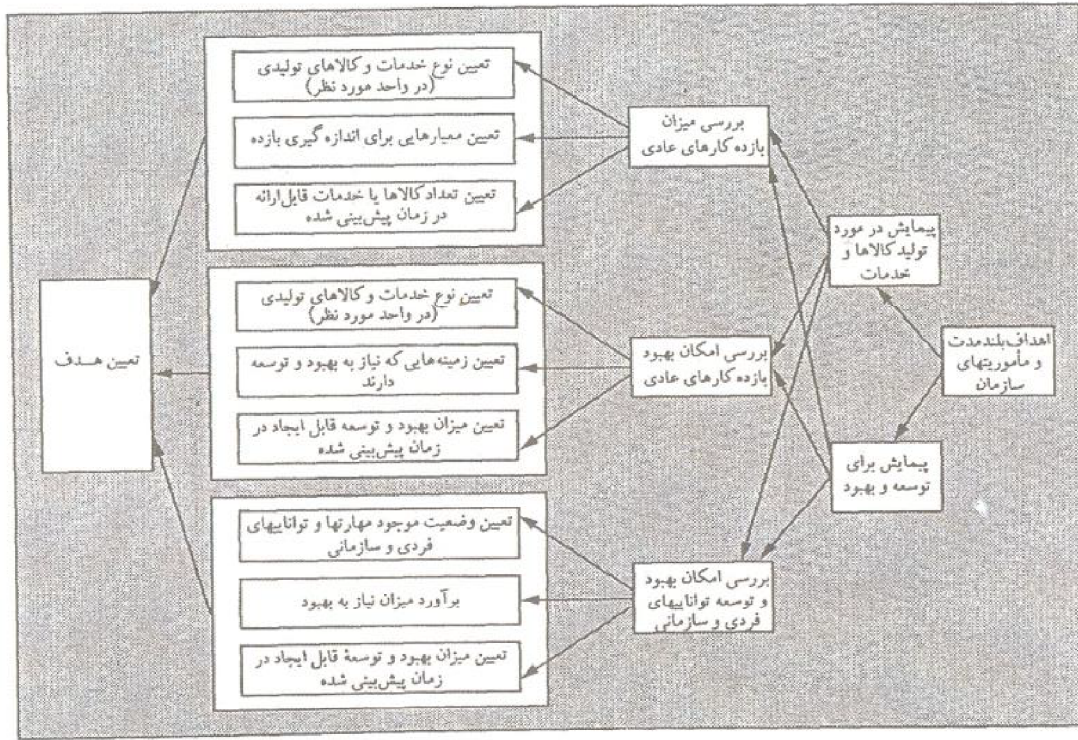 اهداف بلندمدت
و مأموریتهای
سازمان
پیمایش در مورد
تولید کالاها و
خدمات
پیمایش برای
توسعه و بهبود
بررسی میزان
بازده کارهای عادی
بررسی امکان بهبود
بازده کارهای عادی
بررسی امکان بهبود
و توسعه تواناییهای
فردی و سازمانی
تعیین نوع خدمات و کالاهای تولیدی
(در واحد مورد نظر)
تعیین معیارهایی برای اندازه گیری بازده
تعیین تعداد کالاها یا خدمات قابل ارائه
در زمان پیش‌بینی شده
تعیین نوع خدمات و کالاهای تولیدی
(در واحد مورد نظر)
تعیین زمینه‌هایی که نیاز به بهبود و توسعه
دارند
تعیین میزان بهبود و توسعه قابل ایجاد در
زمان پیش‌بینی شده
تعیین وضعیت موجود مهارتها و تواناییهای
فردی و سازمانی
برآورد میزان نیاز به بهبود
تعیین میزان بهبود و توسعهٔ قابل ایجاد در
زمان پیش‌بینی شده
تعیین هدف